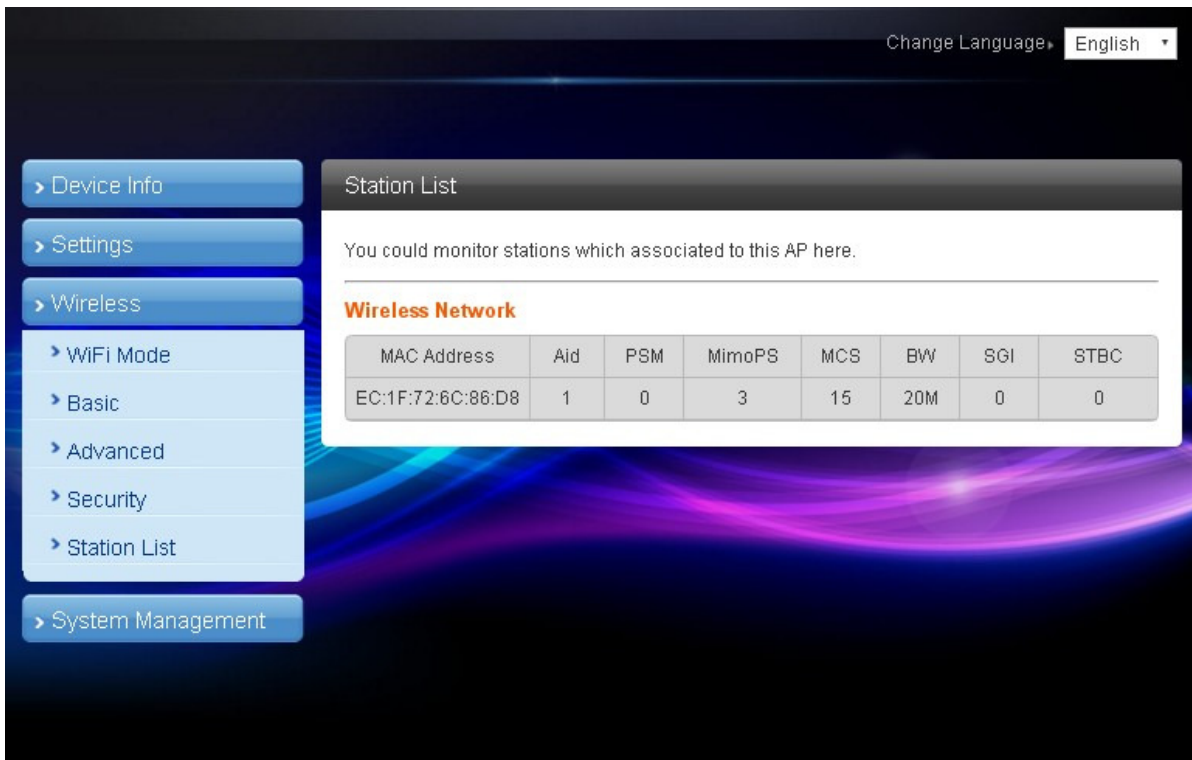 Change Language English
Device Info
Settings
Wireless
WiFi Mode
Basic
Advanced
Security
Station List
System Management
Station List
You could monitor stations which associated to this AP here.
Wireless Network
MAC Address Aid PSM MimoPS MCS BW SGI STBC
EC:1F:72:6C:86:D8 1 0 3 15 20M 0 0